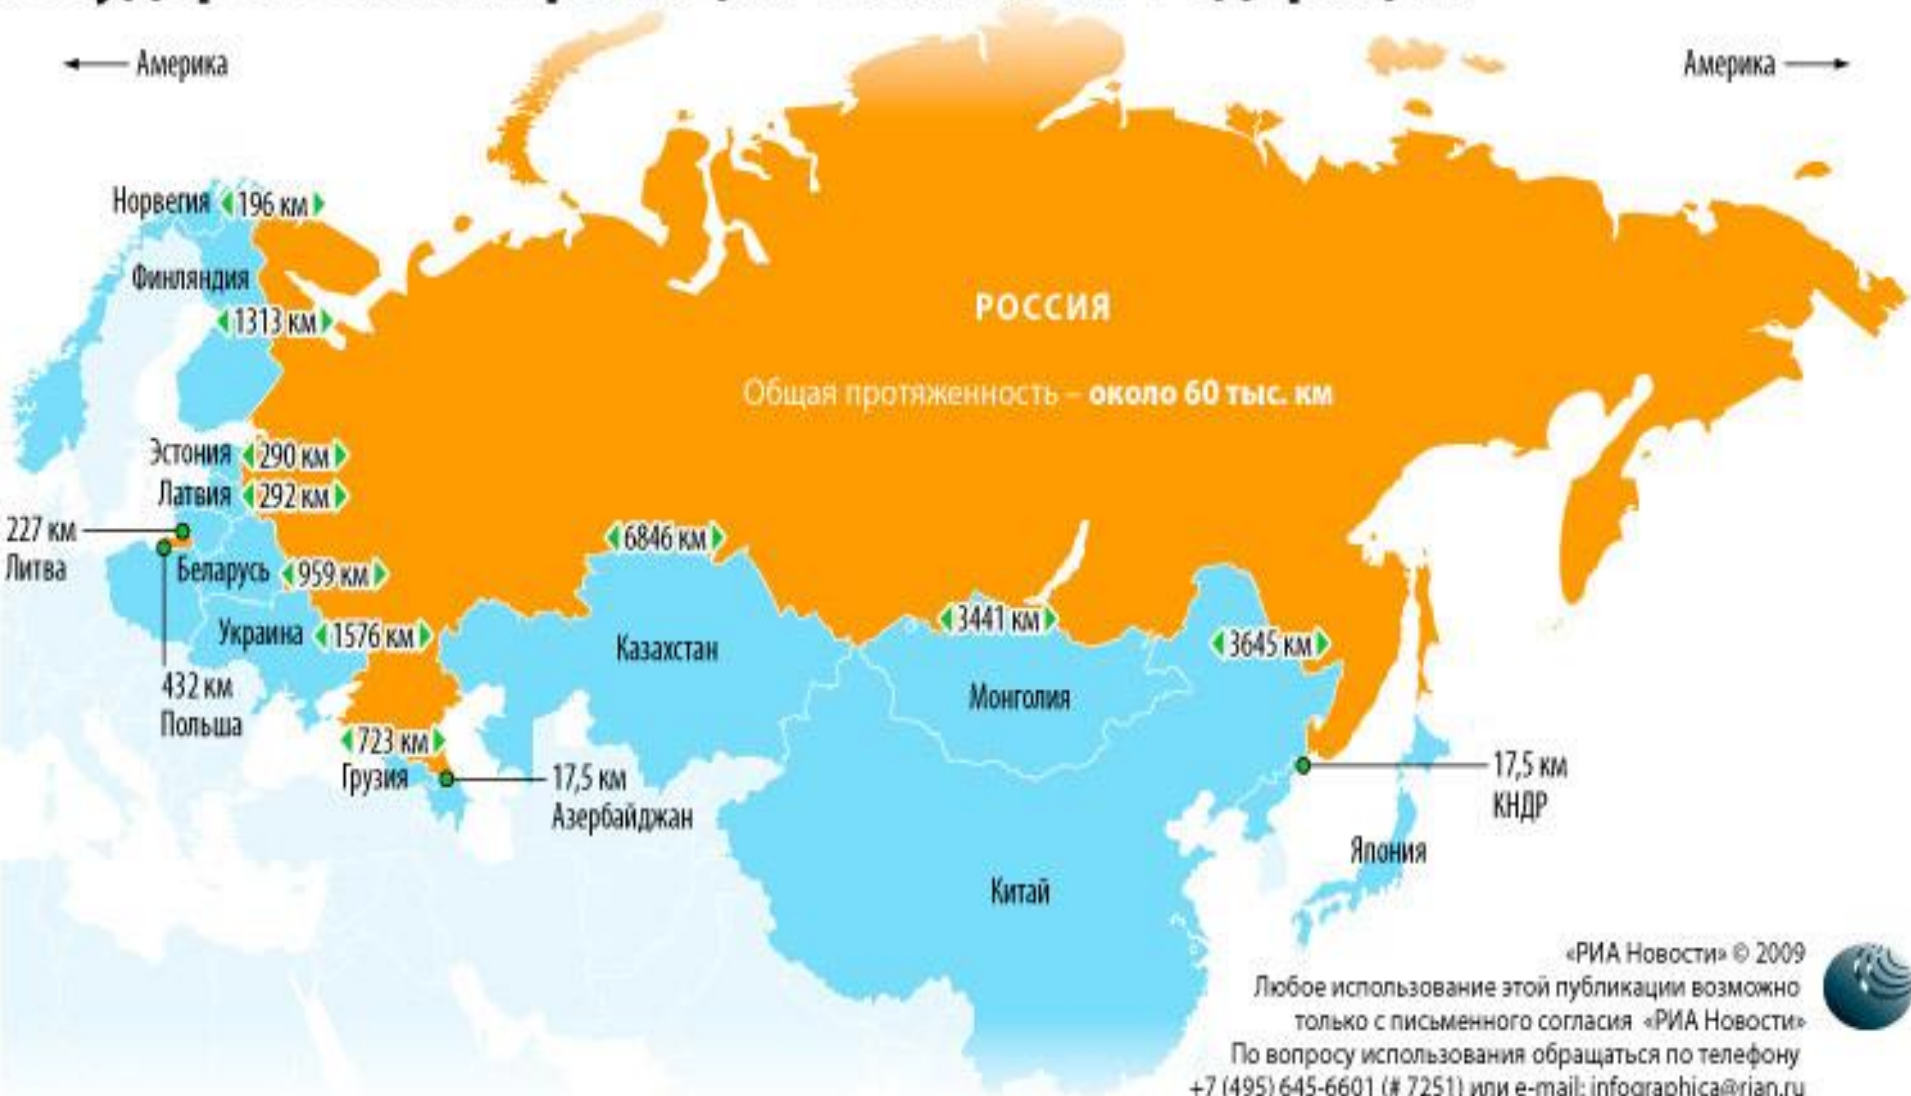 Америка
Америка
Норвегия 196 км
Финляндия
1313 км
РОССИЯ
Общая протяженность – около 60 тыс. км
Эстония 290 км
Латвия 292 км
227 км
Литва
Беларусь 959 км
6846 км
Украина 1576 км
3441 км
3645 км
Казахстан
Монголия
432 км
Польша
723 км
Грузия
17,5 км
Азербайджан
17,5 км
КНДР
Япония
Китай
«РИА Новости» © 2009
Любое использование этой публикации возможно
только с письменного согласия «РИА Новости»
По вопросу использования обращаться по телефону
+7 (495) 645-6601 (# 7251) или e-mail: infographica@rian.ru